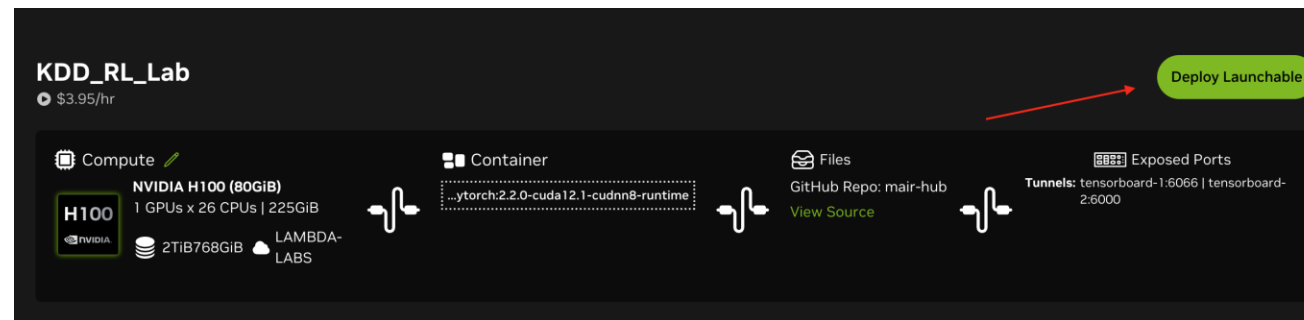 KDD_RL_Lab
$3.95/hr
Deploy Launchable
Compute
NVIDIA H100 (80GiB)
1 GPUs x 26 CPUs | 225GiB
H100
NVIDIA
2TiB768GiB
LAMBDA-
LABS
Container
...ytorch:2.2.0-cuda12.1-cudnn8-runtime
Files
GitHub Repo: mair-hub
View Source
Exposed Ports
Tunnels: tensorboard-1:6066 | tensorboard-
2:6000